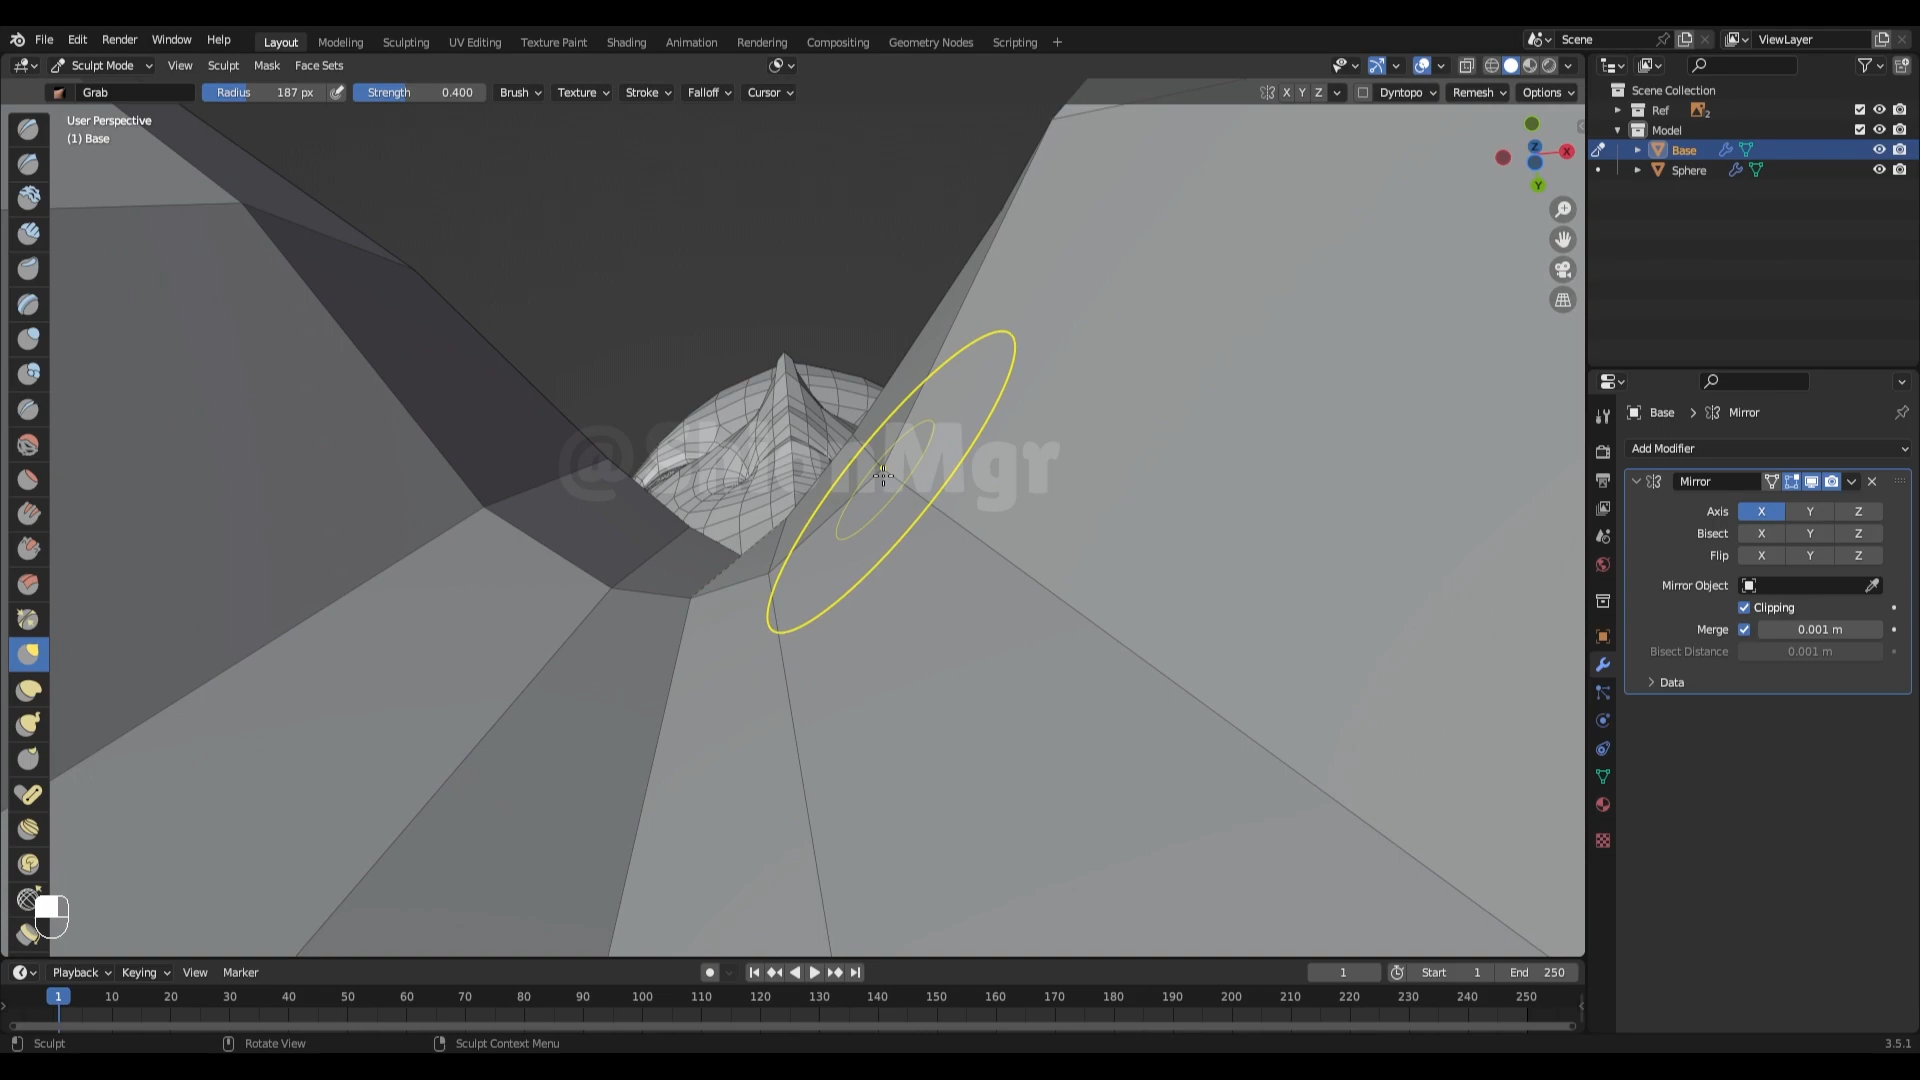 File Edit Render Window Help Layout Modeling Sculpting UV Editing Texture Paint Shading Animation Rendering Compositing Geometry Nodes Scripting + Scene ViewLayer
Sculpt Mode View Sculpt Mask Face Sets
Grab Radius 187 px Strength 0.400 Brush Texture Stroke Falloff Cursor X Y Z Dyntopo Remesh Options
User Perspective
(1) Base
Z X
Y
Scene Collection
Ref 2
Model
Base
Sphere
Base > Mirror
Add Modifier
Mirror
Axis X Y Z
Bisect X Y Z
Flip X Y Z
Mirror Object
Clipping
Merge 0.001 m
Bisect Distance 0.001 m
Data
Playback Keying View Marker 1 Start 1 End 250
1 10 20 30 40 50 60 70 80 90 100 110 120 130 140 150 160 170 180 190 200 210 220 230 240 250
Sculpt Rotate View Sculpt Context Menu 3.5.1